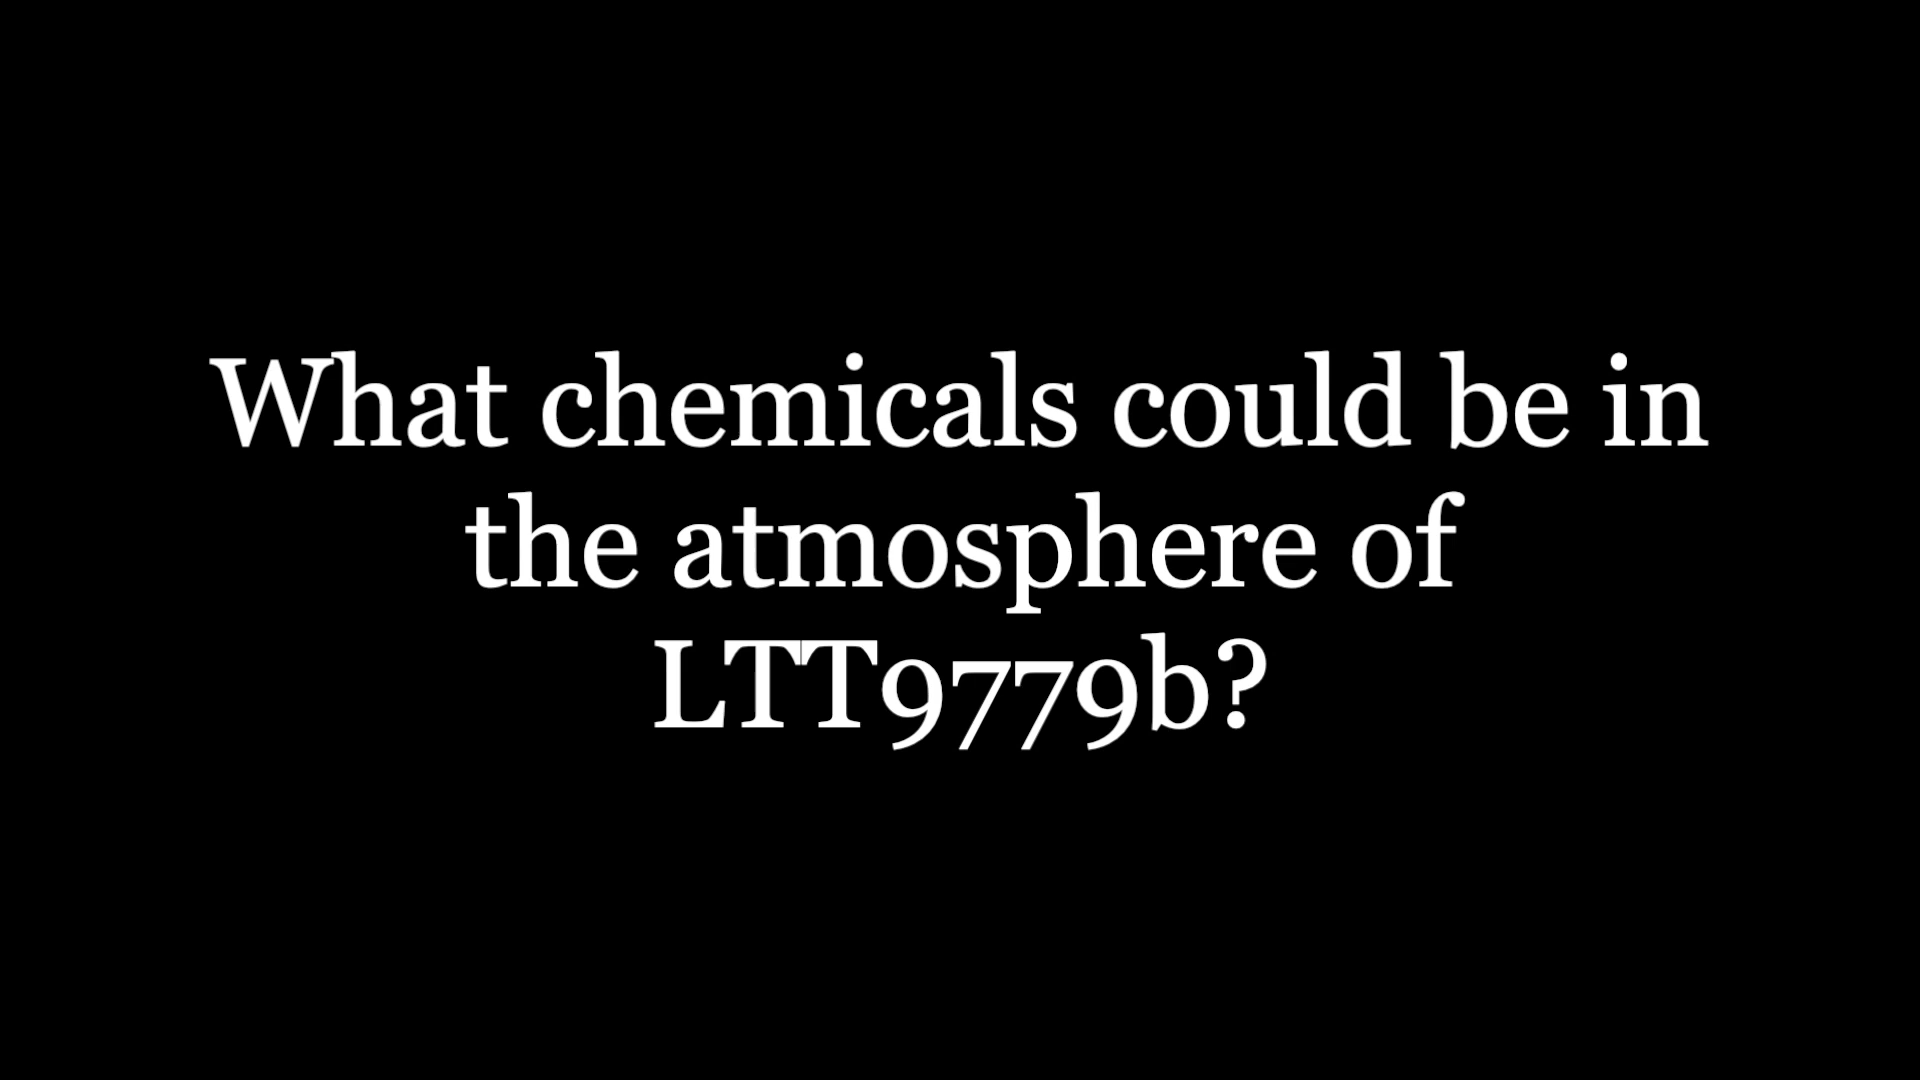 What chemicals could be in
the atmosphere of
LTT9779b?